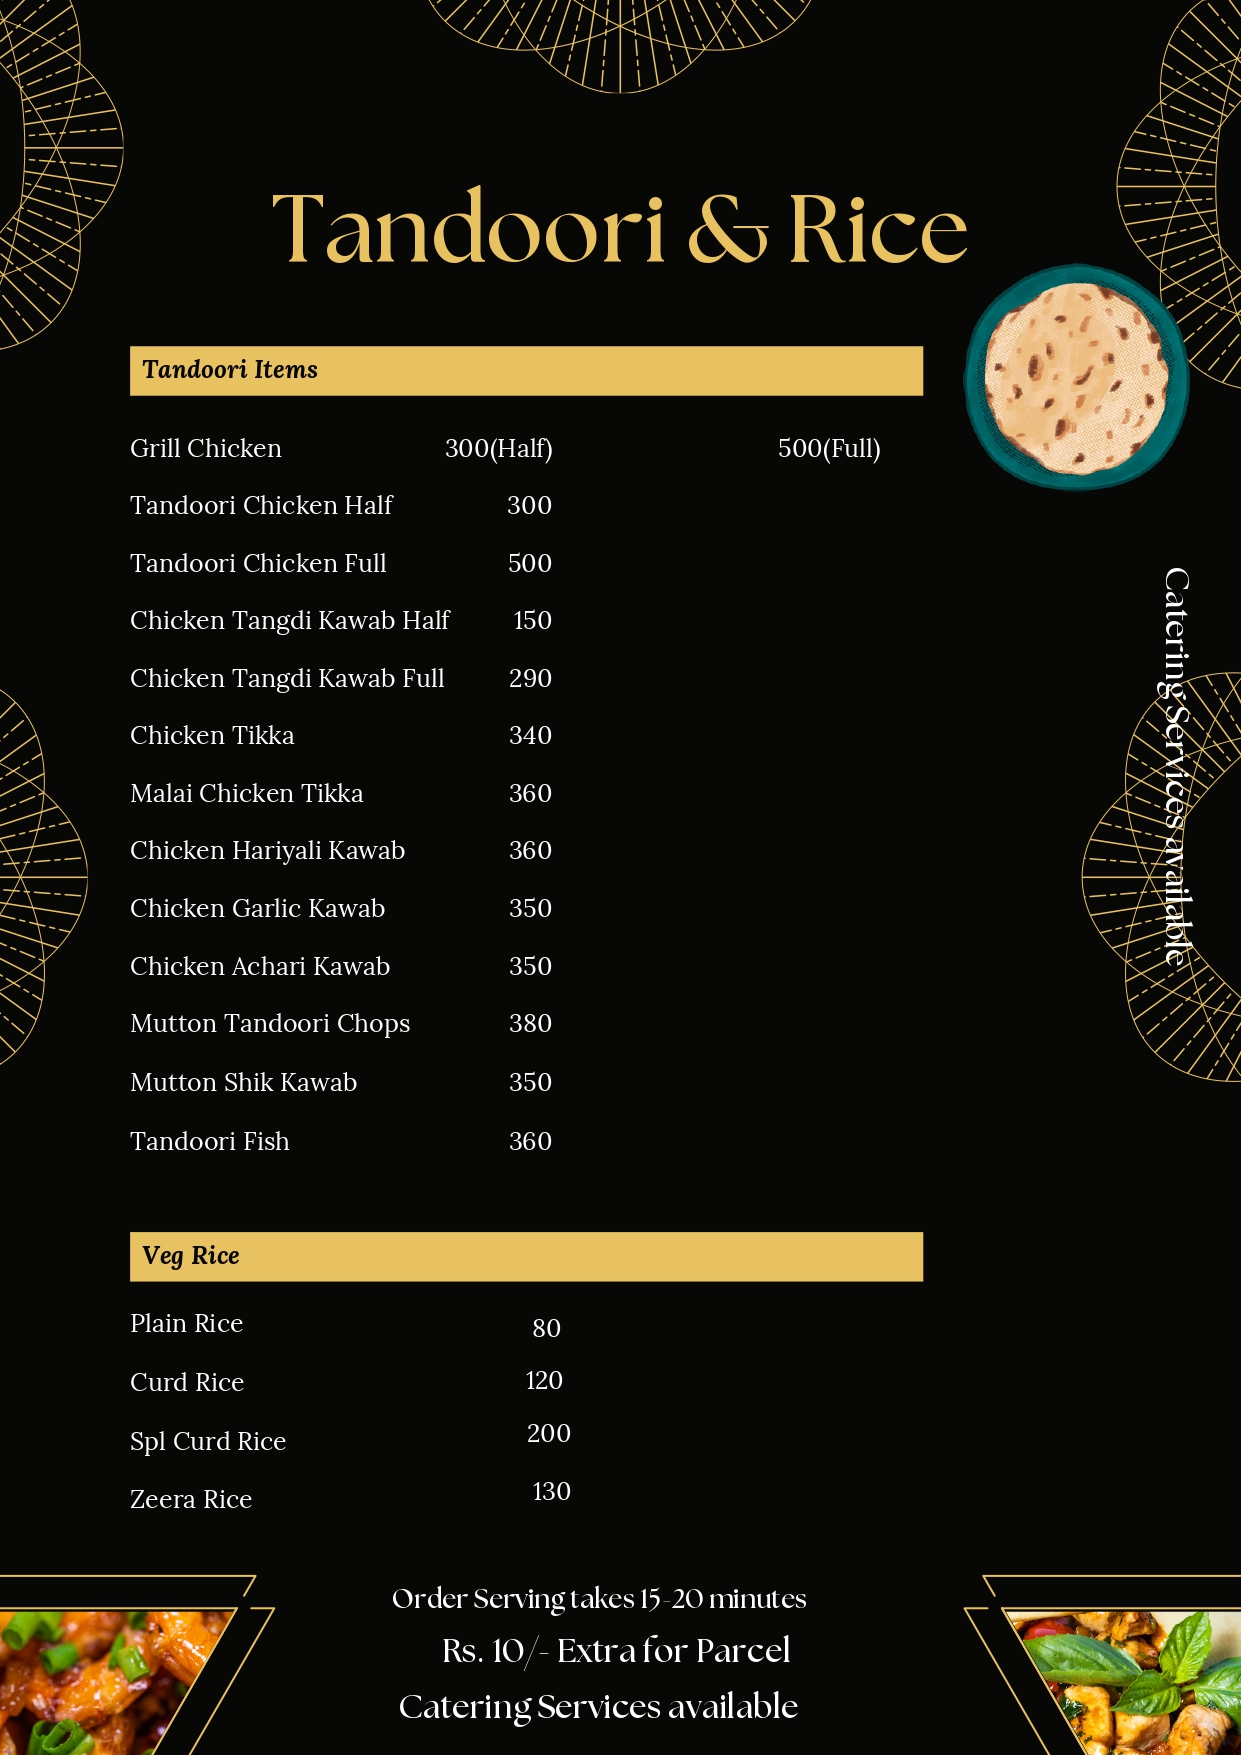 Tandoori & Rice
Tandoori Items
Grill Chicken 300(Half) 500(Full)
Tandoori Chicken Half 300
Tandoori Chicken Full 500
Chicken Tangdi Kawab Half 150
Chicken Tangdi Kawab Full 290
Chicken Tikka 340
Malai Chicken Tikka 360
Chicken Hariyali Kawab 360
Chicken Garlic Kawab 350
Chicken Achari Kawab 350
Mutton Tandoori Chops 380
Mutton Shik Kawab 350
Tandoori Fish 360
Catering Services available
Veg Rice
Plain Rice 80
Curd Rice 120
Spl Curd Rice 200
Zeera Rice 130
Order Serving takes 15-20 minutes
Rs. 10/- Extra for Parcel
Catering Services available